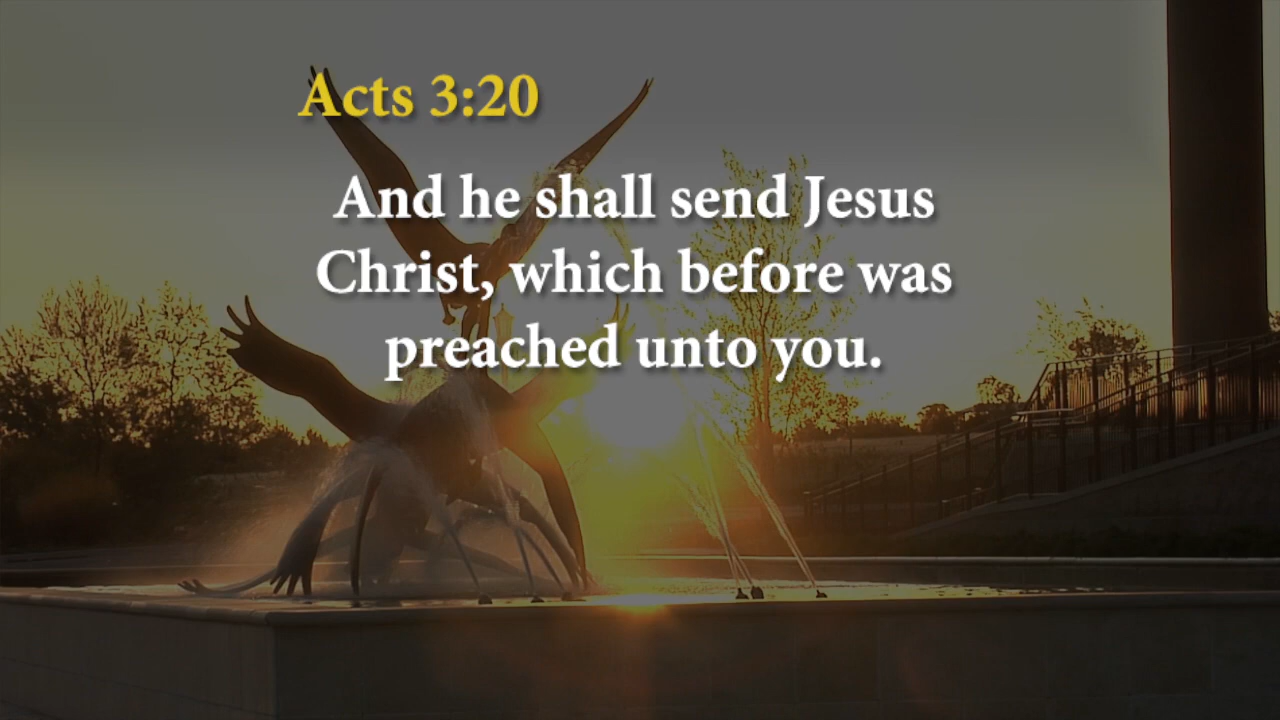 Acts 3:20
And he shall send Jesus
Christ, which before was
preached unto you.